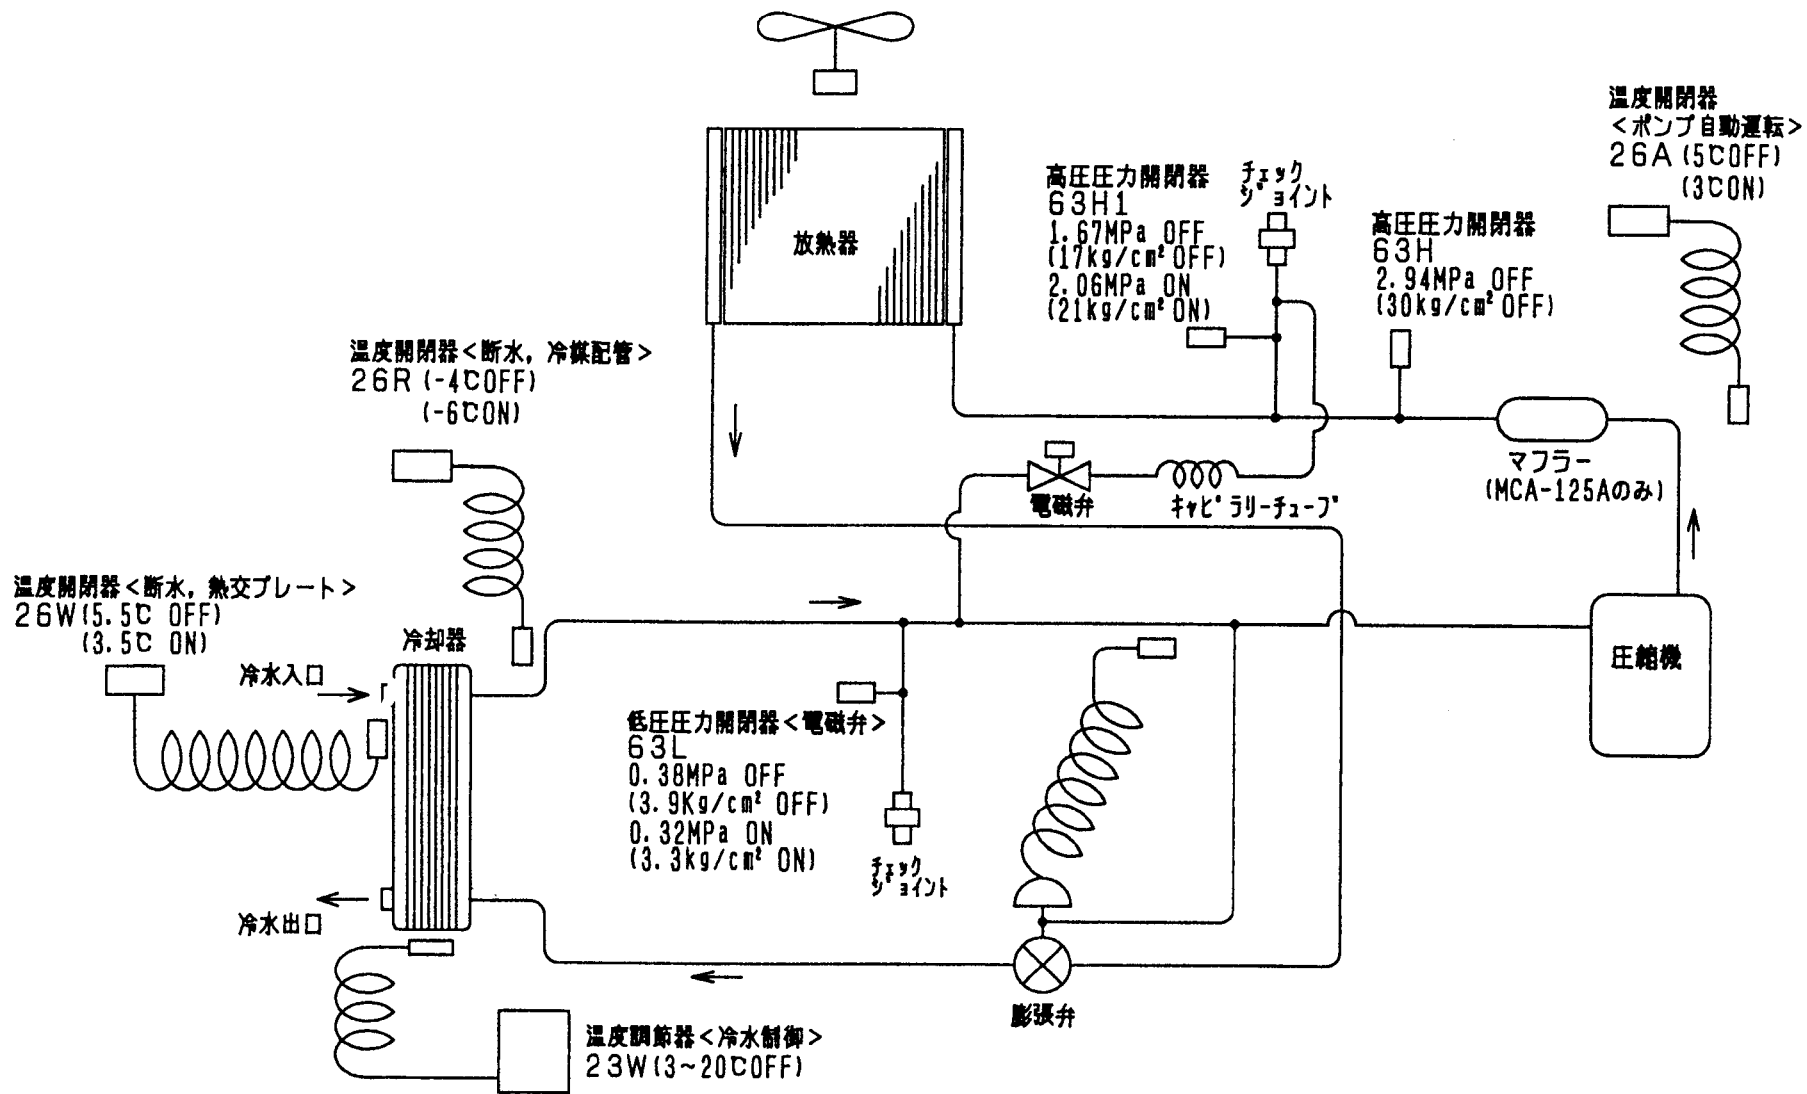 温度開閉器
<ポンプ自動運転>
26A (5℃OFF)
(3℃ON)
高圧圧力開閉器
63H1
1.67MPa OFF
(17kg/cm² OFF)
2.06MPa ON
(21kg/cm² ON)
チェック
ジョイント
高圧圧力開閉器
63H
2.94MPa OFF
(30kg/cm² OFF)
放熱器
温度開閉器<断水,冷媒配管>
26R (-4℃OFF)
(-6℃ON)
マフラー
(MCA-125Aのみ)
電磁弁
キャピラリーチューブ
温度開閉器<断水,熱交プレート>
26W (5.5℃ OFF)
(3.5℃ ON)
冷却器
冷水入口
圧縮機
低圧圧力開閉器<電磁弁>
63L
0.38MPa OFF
(3.9Kg/cm² OFF)
0.32MPa ON
(3.3kg/cm² ON)
チェック
ジョイント
冷水出口
膨張弁
温度調節器<冷水制御>
23W (3~20℃OFF)